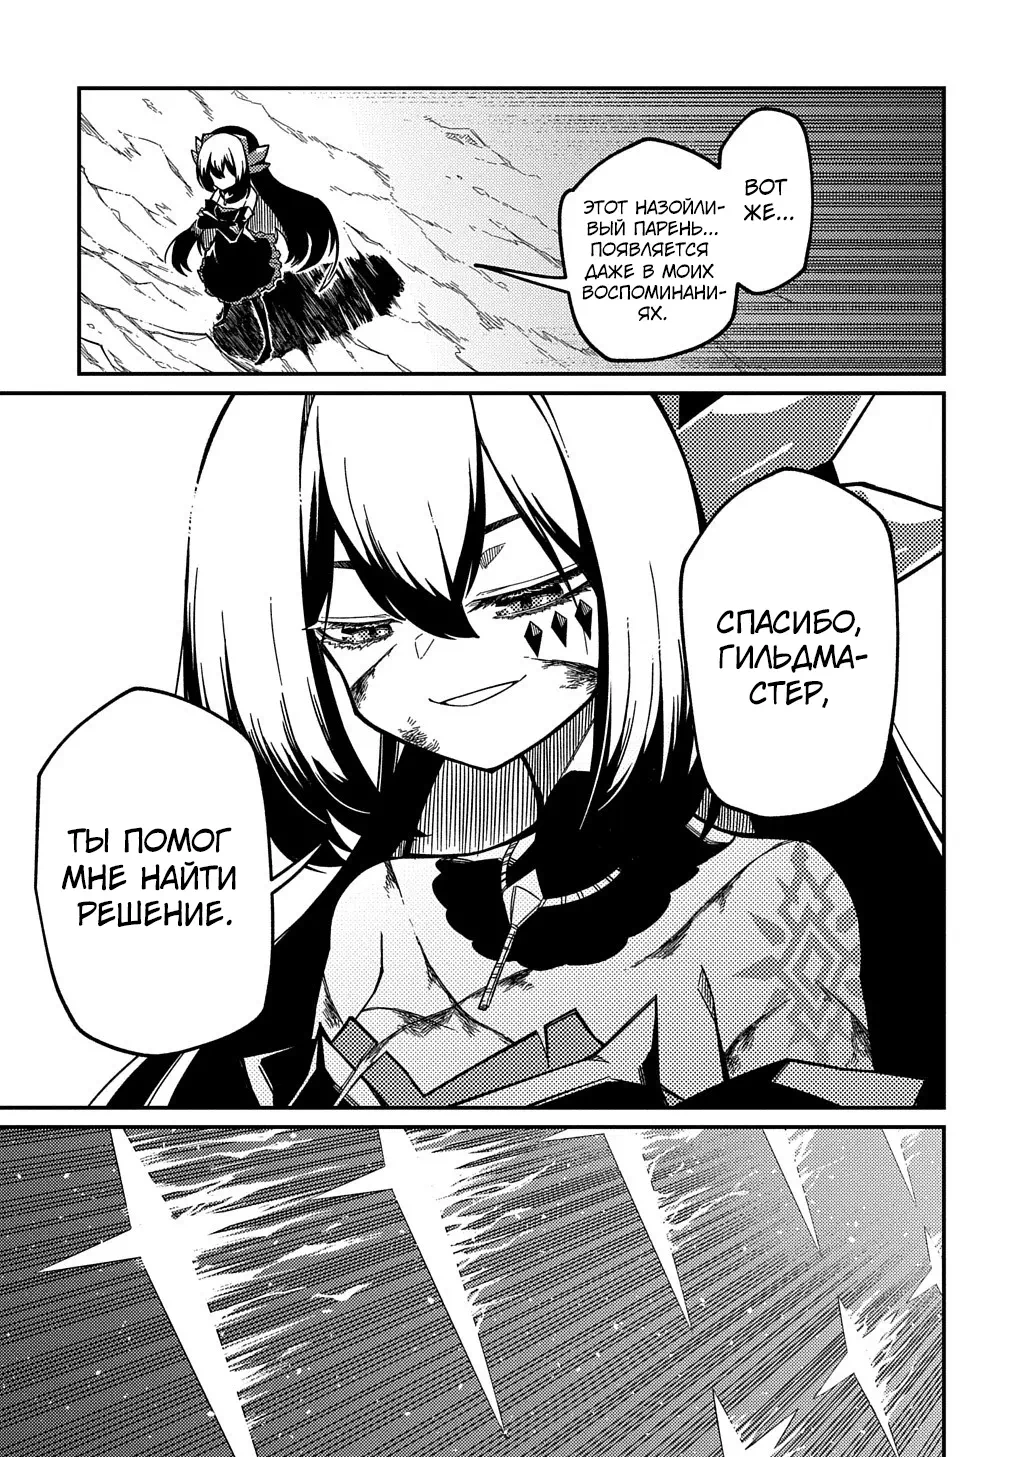 ВОТ
ЖЕ...
ЭТОТ НАЗОЙЛИ-
ВЫЙ ПАРЕНЬ...
ПОЯВЛЯЕТСЯ
ДАЖЕ В МОИХ
ВОСПОМИНАНИ-
ЯХ.
СПАСИБО,
ГИЛЬДМА-
СТЕР,
ТЫ ПОМОГ
МНЕ НАЙТИ
РЕШЕНИЕ.